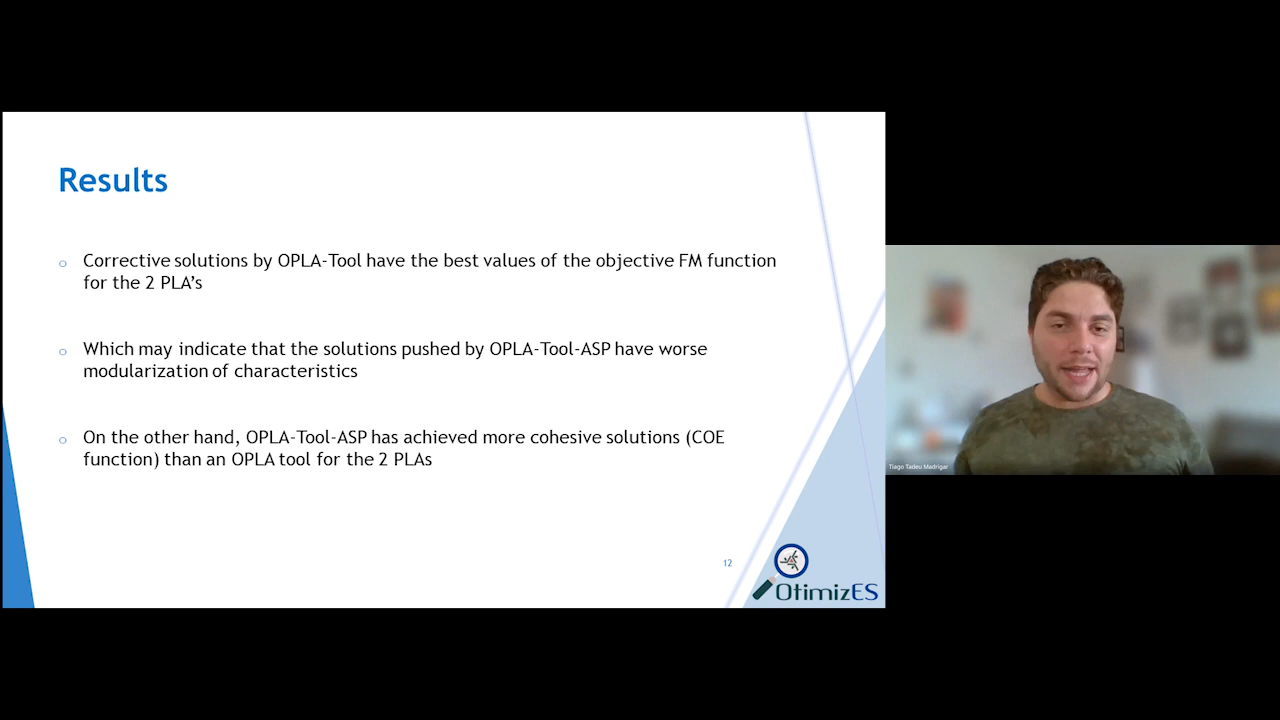 Results
Corrective solutions by OPLA-Tool have the best values of the objective FM function
for the 2 PLA’s
Which may indicate that the solutions pushed by OPLA-Tool-ASP have worse
modularization of characteristics
On the other hand, OPLA-Tool-ASP has achieved more cohesive solutions (COE
function) than an OPLA tool for the 2 PLAs
12
OtimizES
Tiago Tadeu Madrigar